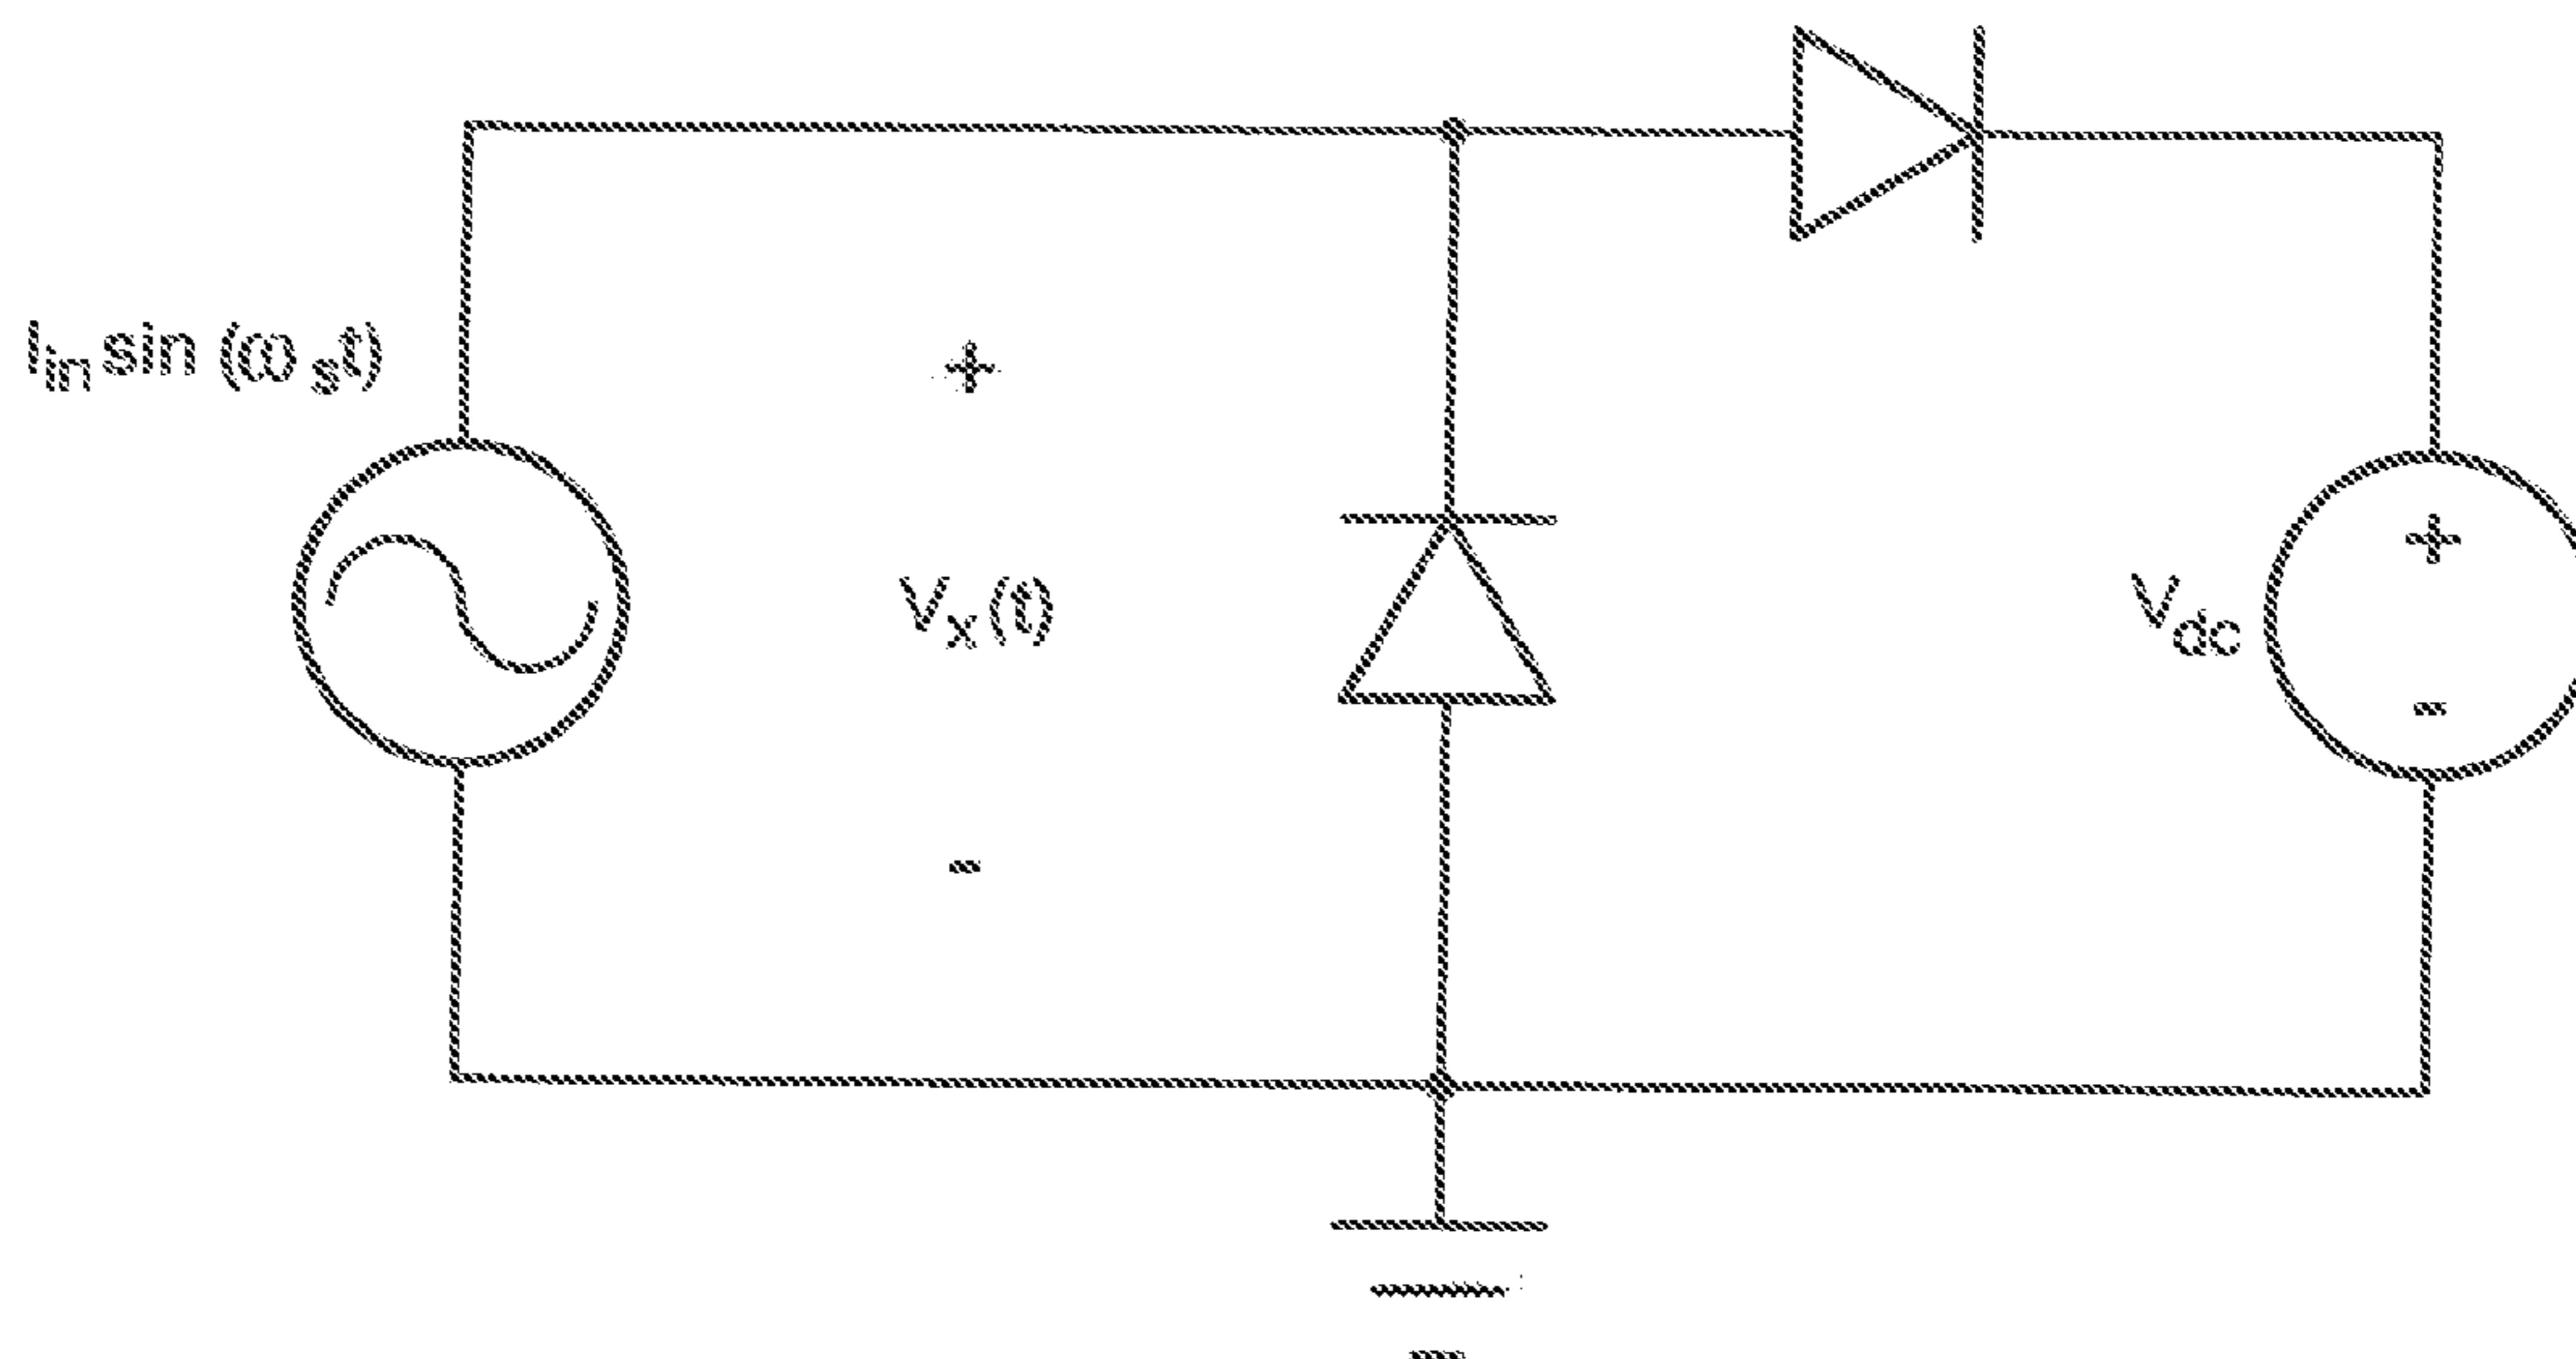 I_in sin (ω_s t)
+
V_x(t)
-
+
V_dc
-